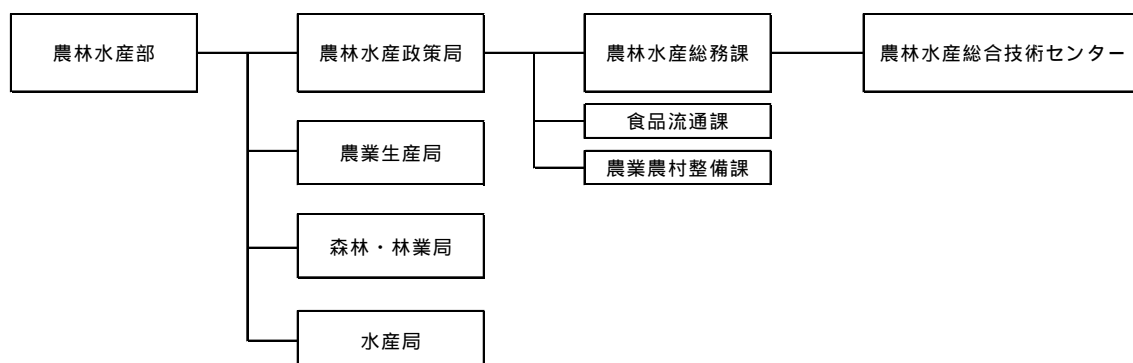 農林水産部
農林水産政策局
農林水産総務課
農林水産総合技術センター
食品流通課
農業生産局
農業農村整備課
森林・林業局
水産局